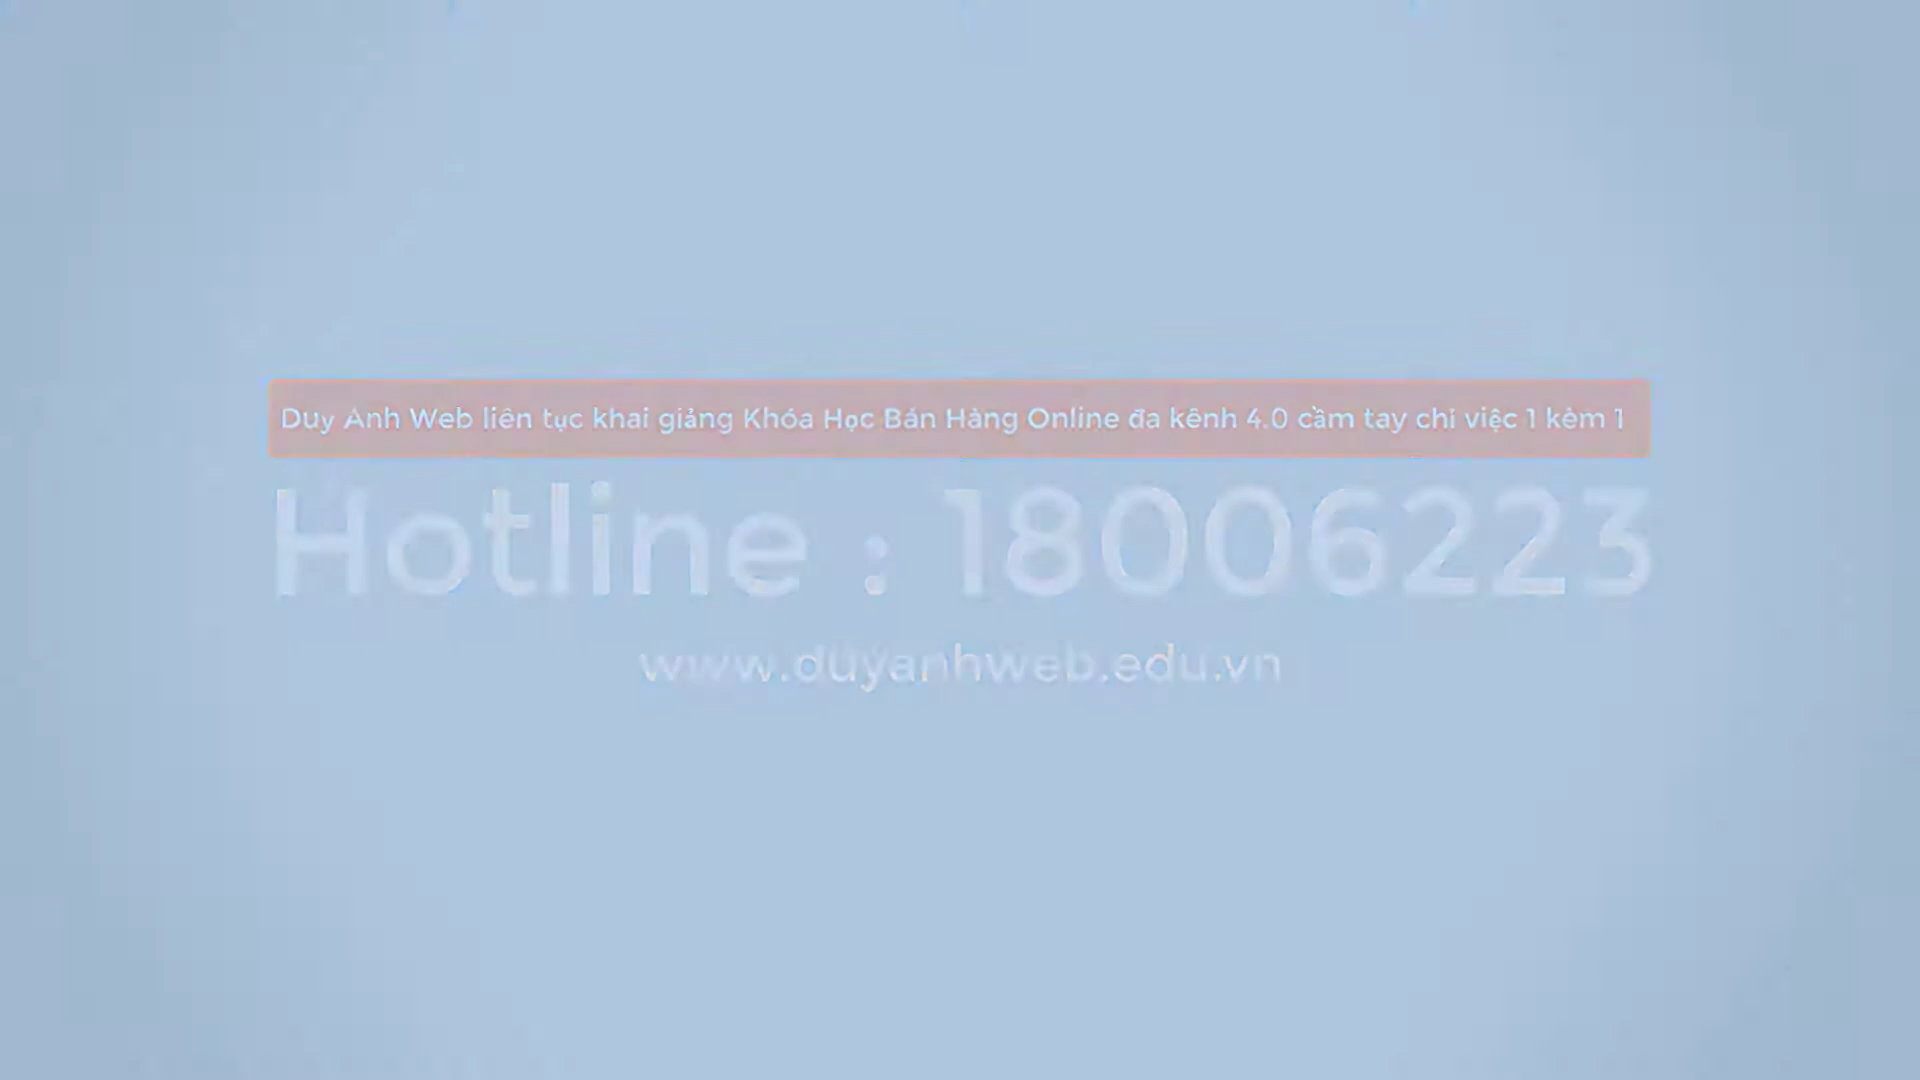 Duy Anh Web liên tục khai giảng Khóa Học Bán Hàng Online đa kênh 4.0 cầm tay chỉ việc 1 kèm 1
Hotline : 18006223
www.duyanhweb.edu.vn